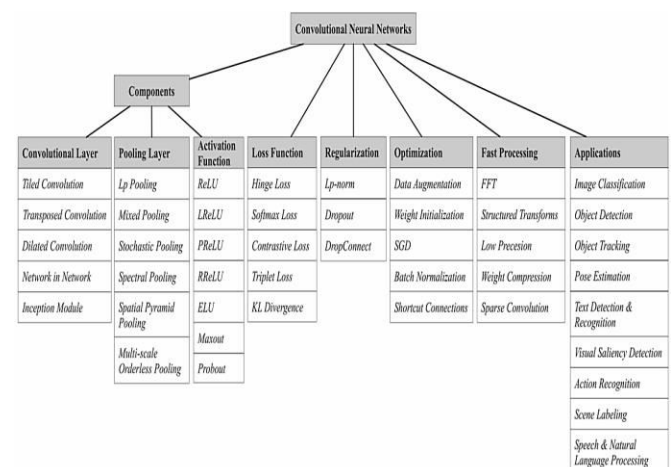 Convolutional Neural Networks
Components
Convolutional Layer
Tiled Convolution
Transposed Convolution
Dilated Convolution
Network in Network
Inception Module
Pooling Layer
Lp Pooling
Mixed Pooling
Stochastic Pooling
Spectral Pooling
Spatial Pyramid
Pooling
Multi-scale
Orderless Pooling
Activation
Function
ReLU
LReLU
PReLU
RReLU
ELU
Maxout
Probout
Loss Function
Hinge Loss
Softmax Loss
Contrastive Loss
Triplet Loss
KL Divergence
Regularization
Lp-norm
Dropout
DropConnect
Optimization
Data Augmentation
Weight Initialization
SGD
Batch Normalization
Shortcut Connections
Fast Processing
FFT
Structured Transforms
Low Precesion
Weight Compression
Sparse Convolution
Applications
Image Classification
Object Detection
Object Tracking
Pose Estimation
Text Detection &
Recognition
Visual Saliency Detection
Action Recognition
Scene Labeling
Speech & Natural
Language Processing